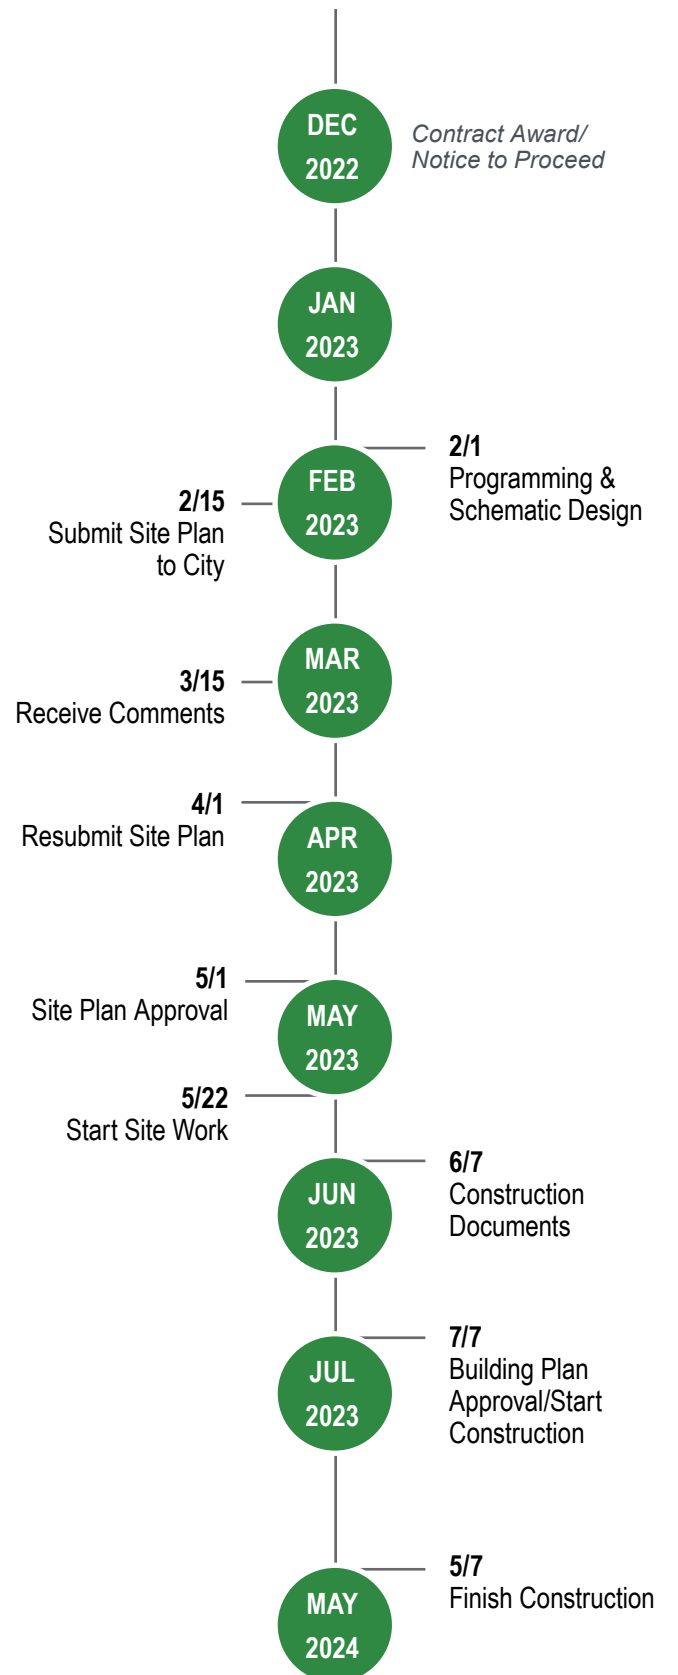 DEC
2022
Contract Award/
Notice to Proceed
JAN
2023
2/1
Programming &
Schematic Design
FEB
2023
2/15
Submit Site Plan
to City
MAR
2023
3/15
Receive Comments
4/1
Resubmit Site Plan
APR
2023
5/1
Site Plan Approval
MAY
2023
5/22
Start Site Work
6/7
Construction
Documents
JUN
2023
7/7
Building Plan
Approval/Start
Construction
JUL
2023
5/7
Finish Construction
MAY
2024